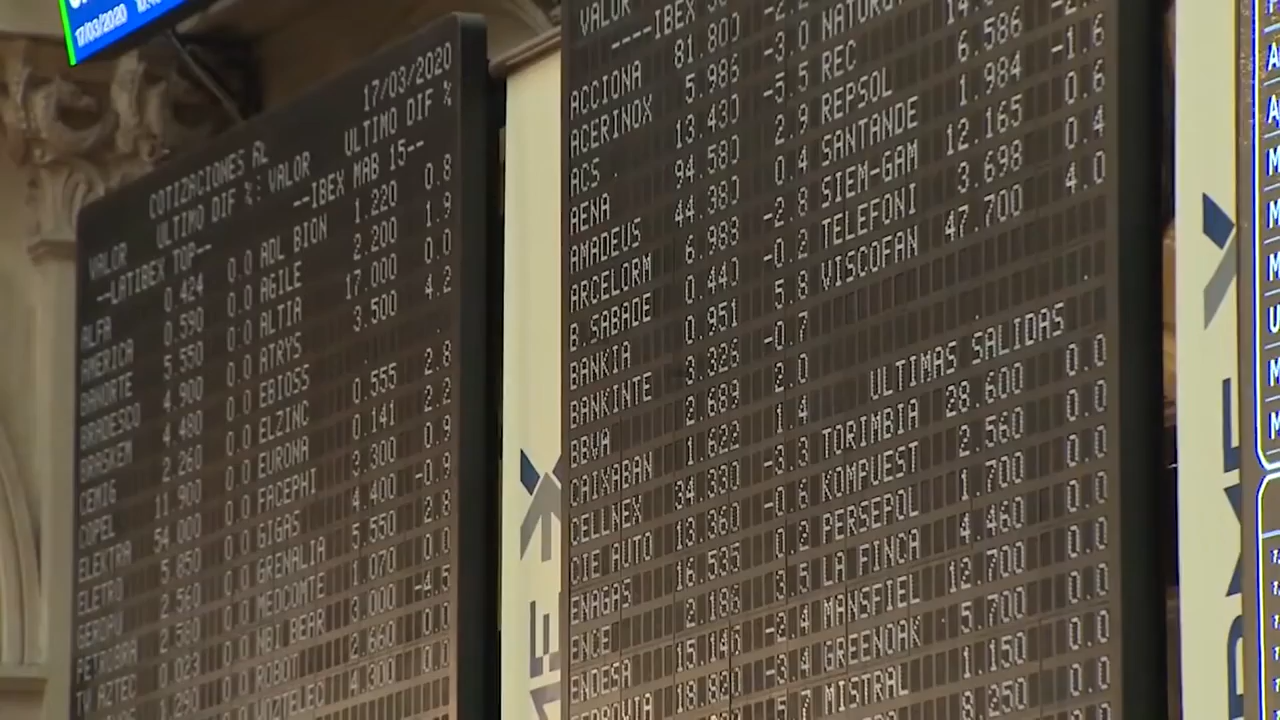 17/03/2020
COTIZACIONES AL 17/03/2020
VALOR ULTIMO DIF %: VALOR ULTIMO DIF %
--LATIBEX TOP-- --IBEX MAB 15--
ALFA 0.424 0.0 ADL BION 1.220 0.8
AMERICA 0.590 0.0 AGILE 2.200 1.9
BANORTE 5.550 0.0 ALTIA 17.000 0.0
BRADESCO 4.900 0.0 ATRYS 3.500 4.2
BRASKEM 4.480 0.0 EBIOSS .
CEMIG 2.260 0.0 ELZINC 0.555 2.8
COPEL 11.900 0.0 EURONA 0.141 2.2
ELEKTRA 54.000 0.0 FACEPHI 2.300 0.9
ELETRO 5.850 0.0 GIGAS 4.400 -0.9
GERDAU 2.560 0.0 GRENALIA 5.550 2.8
PETROBRA 2.580 0.0 MEDCOMTE 1.070 0.0
TV AZTEC 0.023 0.0 NBI BEAR 3.000 -4.5
1.280 0.0 ROBOT 2.660 0.0
VOZTELEC 4.300 0.0
VALOR
----IBEX
ACCIONA 81.800 -2.2
ACERINOX 5.986 -3.0 NATURGY
ACS 13.430 -5.5 REC
AENA 94.580 2.9 REPSOL 6.586
AMADEUS 44.380 0.4 SANTANDE 1.984 -1.6
ARCELORM 6.988 -2.8 SIEM-GAM 12.165 0.6
B.SABADE 0.440 -0.2 TELEFONI 3.698 0.4
BANKIA 0.951 5.8 VISCOFAN 47.700 4.0
BANKINTE 3.326 -0.7
BBVA 2.689 2.0 ULTIMAS SALIDAS
CAIXABAN 1.622 1.4 TORIMBIA 28.600 0.0
CELLNEX 34.330 -3.3 KOMPUEST 2.560 0.0
CIE AUTO 13.360 -0.6 PERSEPOL 1.700 0.0
ENAGAS 16.535 0.2 LA FINCA 4.460 0.0
ENCE 2.186 3.5 MANSFIEL 12.700 0.0
ENDESA 15.145 -2.4 GREENOAK 5.700 0.0
FERROVIA 18.820 -3.4 MISTRAL 1.150 0.0
8.250 0.0